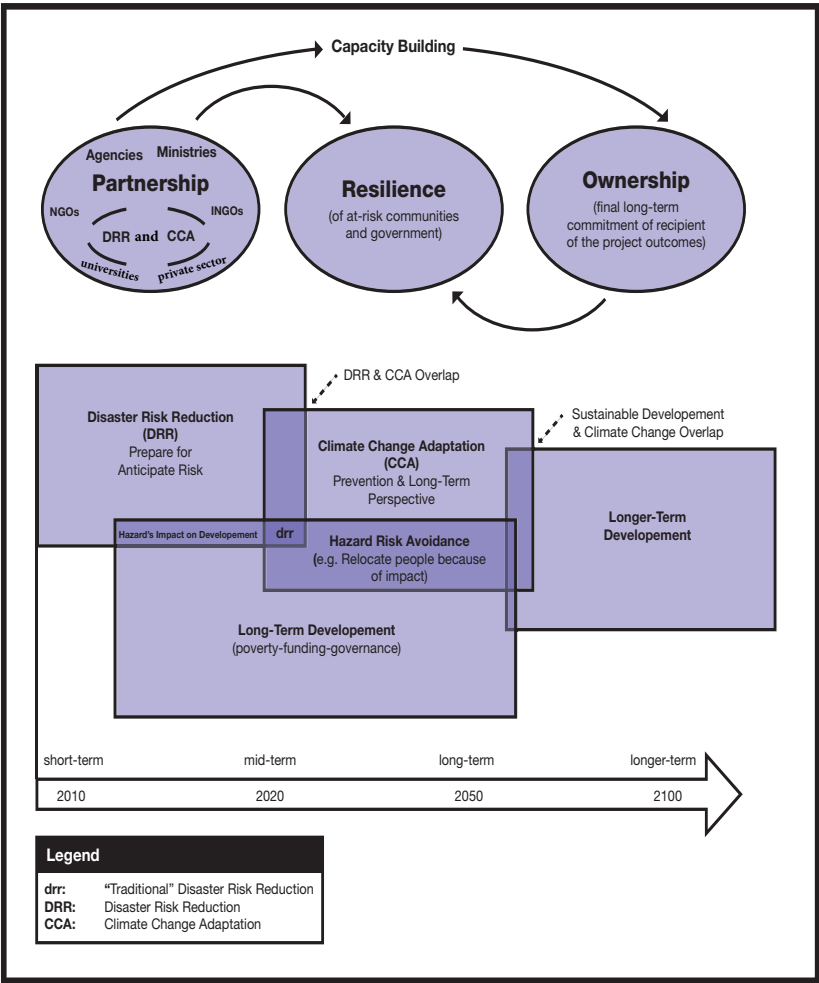 Capacity Building
Agencies Ministries
Partnership
NGOs INGOs
DRR and CCA
universities private sector
Resilience
(of at-risk communities
and government)
Ownership
(final long-term
commitment of recipient
of the project outcomes)
DRR & CCA Overlap
Sustainable Developement
& Climate Change Overlap
Disaster Risk Reduction
(DRR)
Prepare for
Anticipate Risk
Climate Change Adaptation
(CCA)
Prevention & Long-Term
Perspective
Longer-Term
Developement
Hazard's Impact on Developement
drr
Hazard Risk Avoidance
(e.g. Relocate people because
of impact)
Long-Term Developement
(poverty-funding-governance)
short-term mid-term long-term longer-term
2010 2020 2050 2100
Legend
drr: “Traditional” Disaster Risk Reduction
DRR: Disaster Risk Reduction
CCA: Climate Change Adaptation